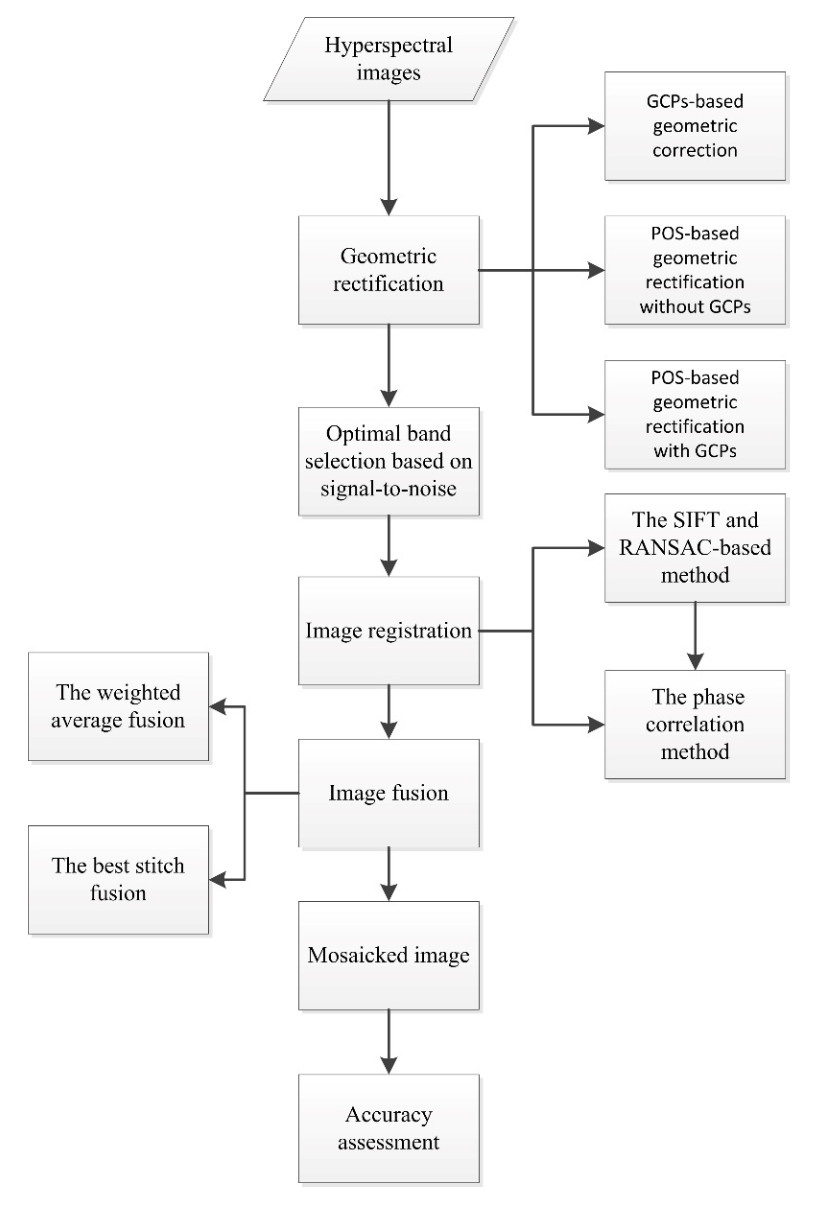 Hyperspectral
images
GCPs-based
geometric
correction
Geometric
rectification
POS-based
geometric
rectification
without GCPs
POS-based
geometric
rectification
with GCPs
Optimal band
selection based on
signal-to-noise
The SIFT and
RANSAC-based
method
Image registration
The phase
correlation
method
The weighted
average fusion
Image fusion
The best stitch
fusion
Mosaicked image
Accuracy
assessment